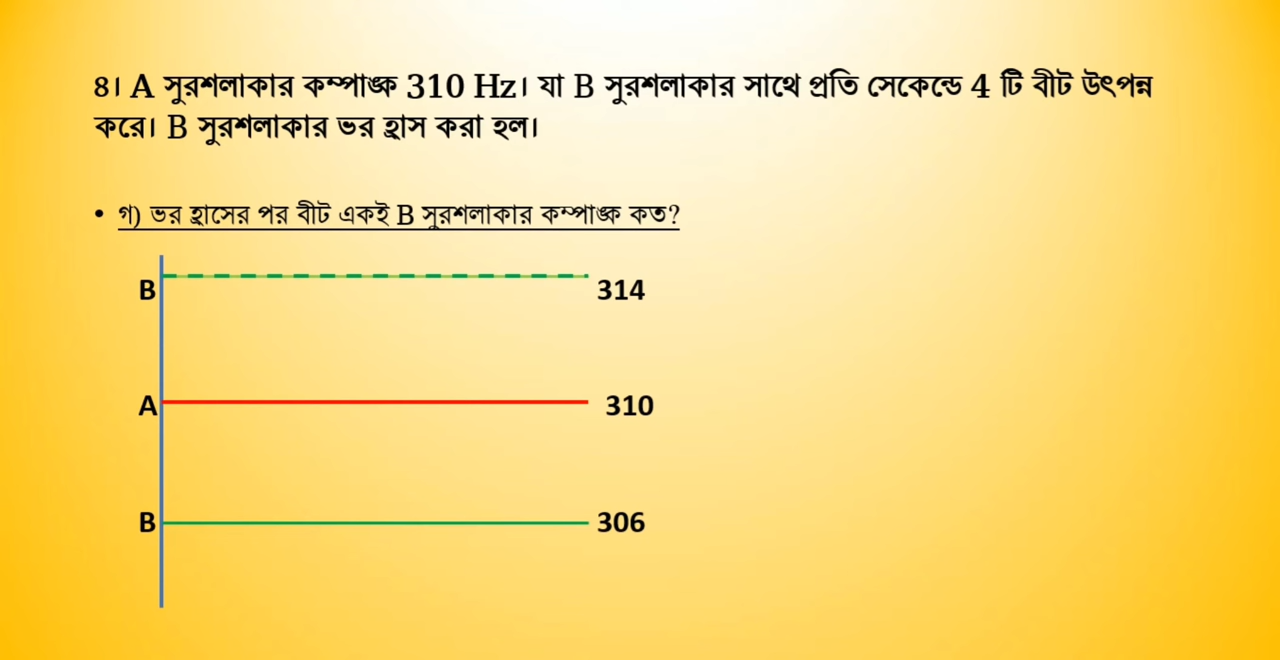 8। A সুরশলাকার কম্পাঙ্ক 310 Hz। যা B সুরশলাকার সাথে প্রতি সেকেন্ডে 4 টি বীট উৎপন্ন
করে। B সুরশলাকার ভর হ্রাস করা হল।
• গ) ভর হ্রাসের পর বীট একই B সুরশলাকার কম্পাঙ্ক কত?
B 314
A 310
B 306